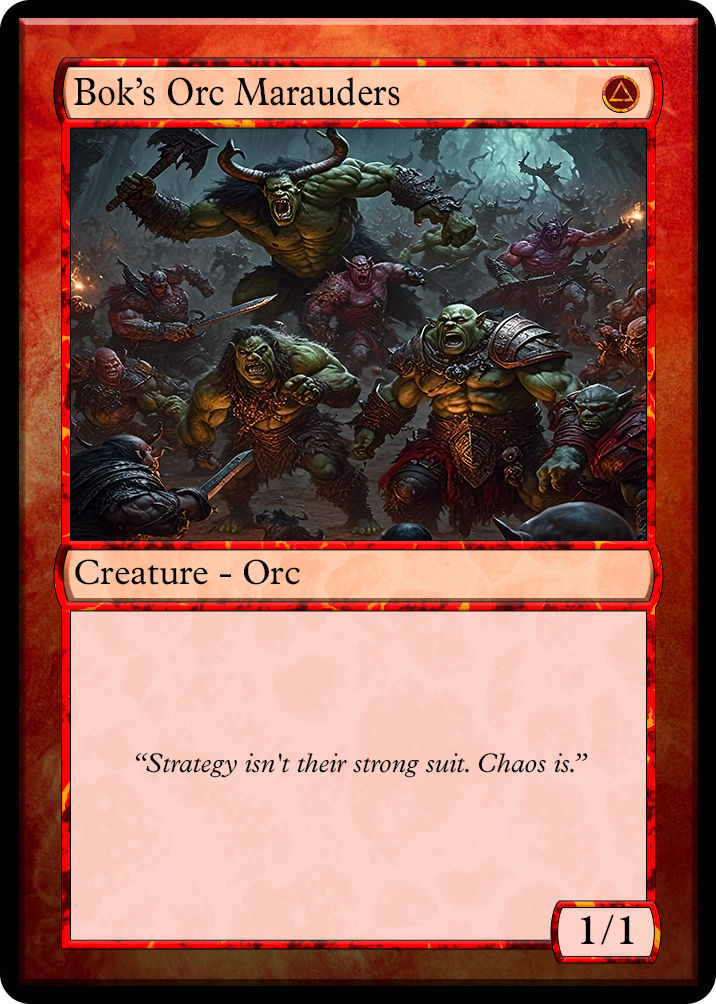 Bok’s Orc Marauders
Creature - Orc
“Strategy isn't their strong suit. Chaos is.”
1/1